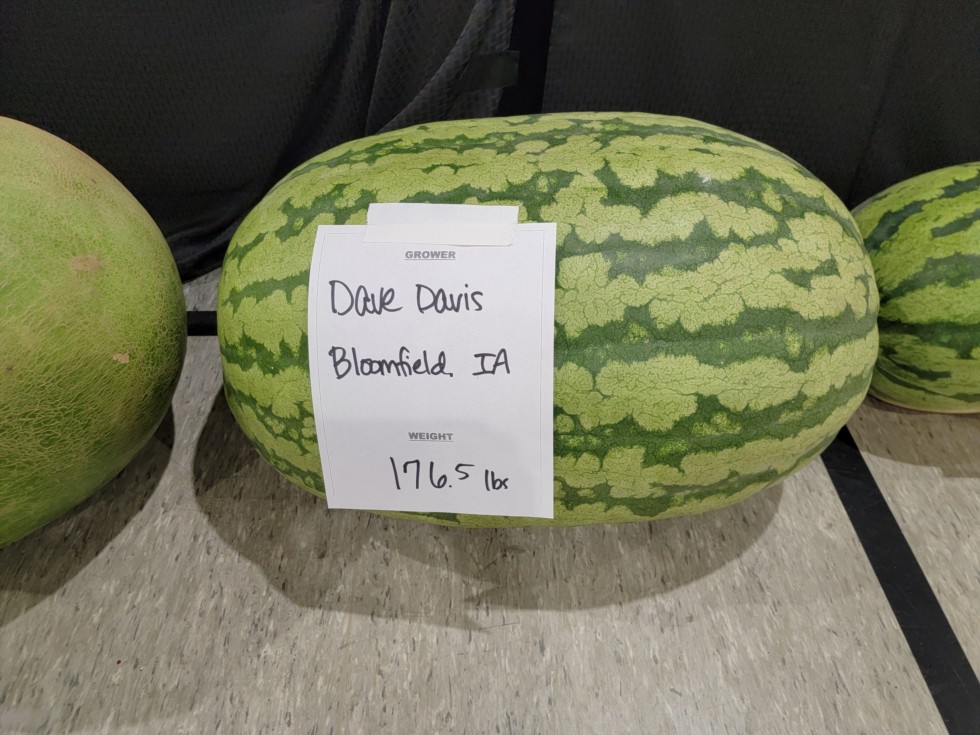 GROWER
Dave Davis
Bloomfield, IA
WEIGHT
176.5 lbs